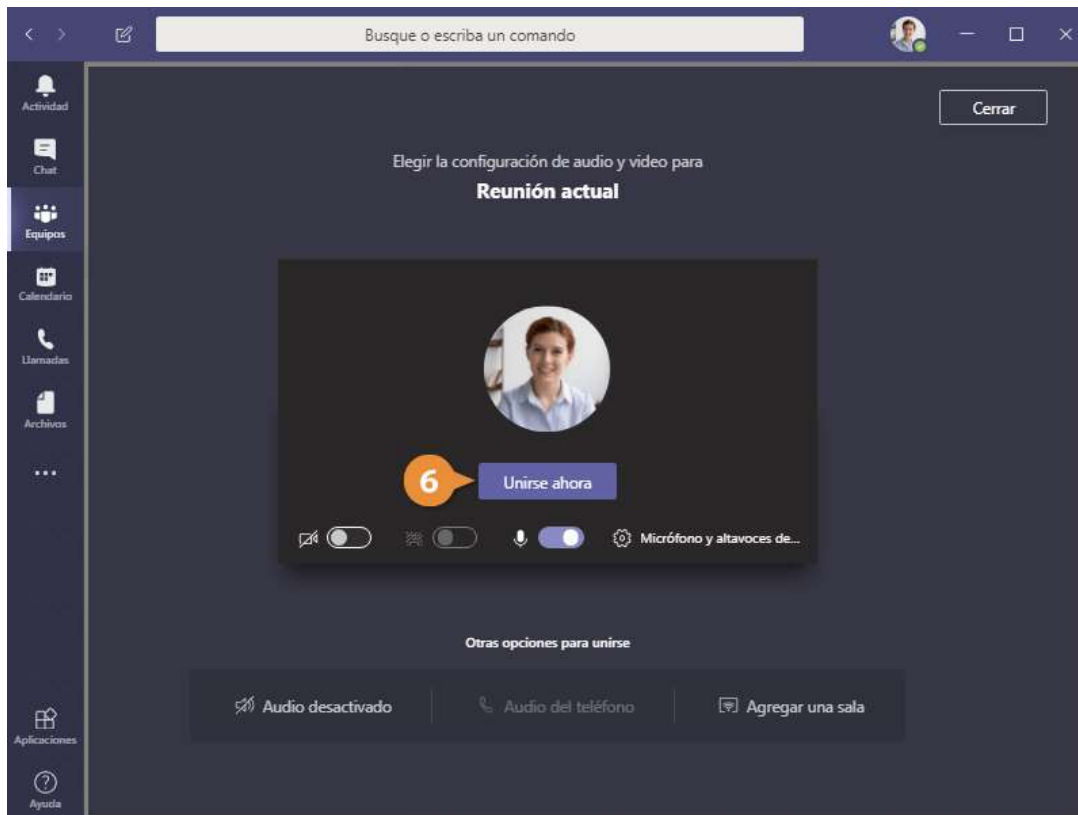 Busque o escriba un comando
Actividad
Chat
Equipos
Calendario
Llamadas
Archivos
Aplicaciones
Ayuda
Cerrar
Elegir la configuración de audio y video para
Reunión actual
6
Unirse ahora
Micrófono y altavoces de...
Otras opciones para unirse
Audio desactivado
Audio del teléfono
Agregar una sala